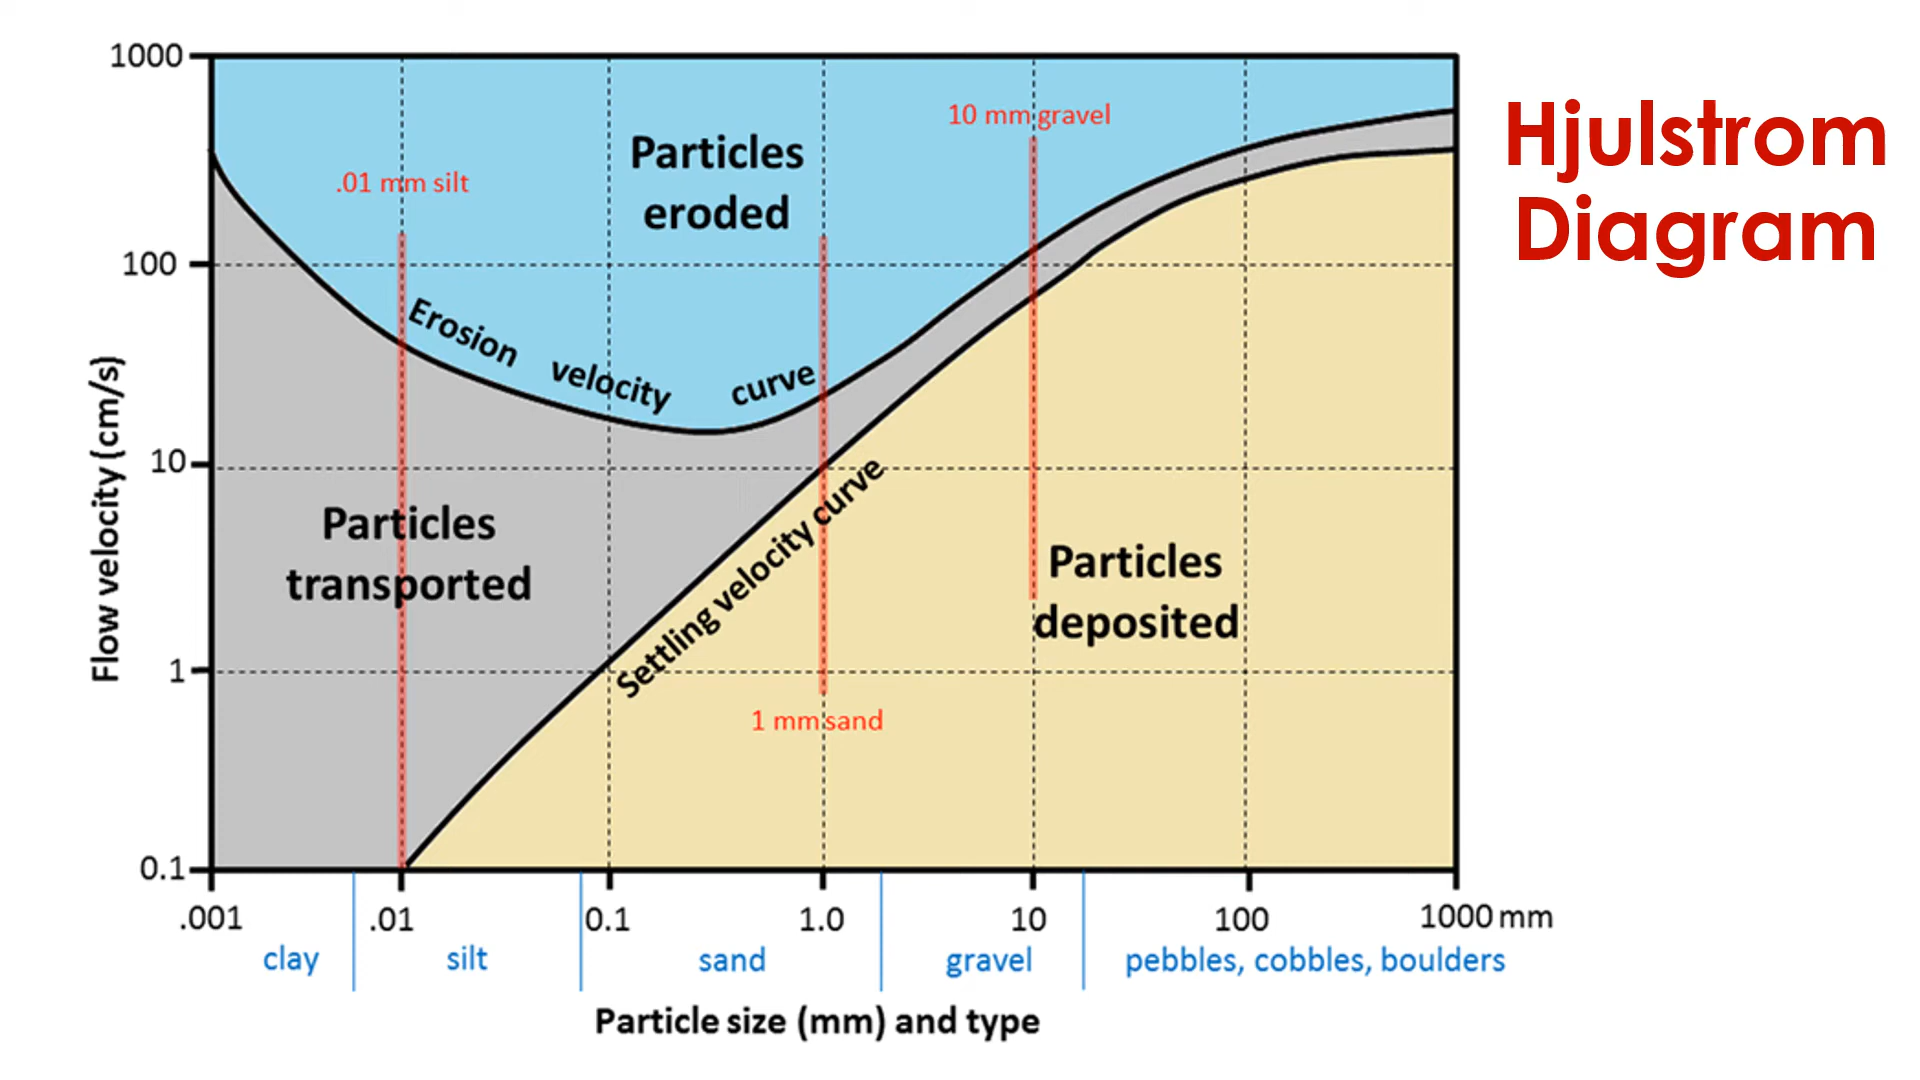 Hjulstrom
Diagram
1000
100
10
1
0.1
Flow velocity (cm/s)
10 mm gravel
.01 mm silt
Particles
eroded
Erosion velocity curve
Particles
transported
Settling velocity curve
Particles
deposited
1 mm sand
.001 .01 0.1 1.0 10 100 1000 mm
clay silt sand gravel pebbles, cobbles, boulders
Particle size (mm) and type